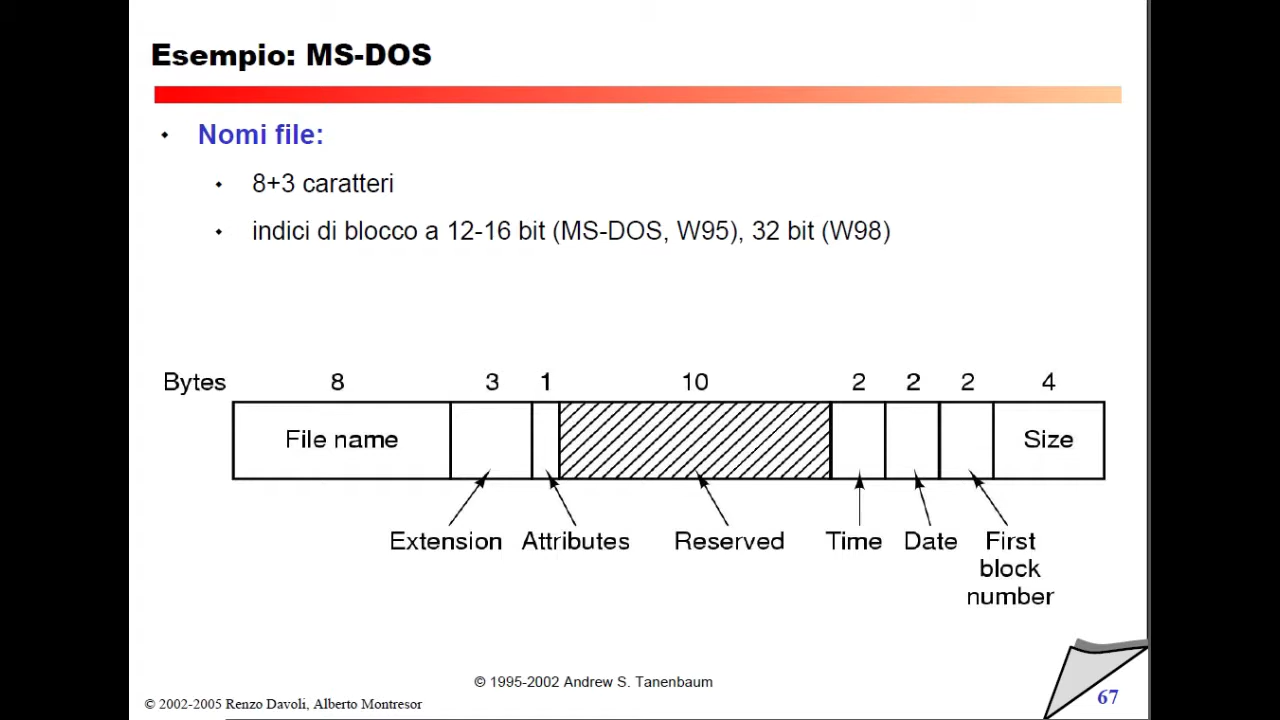 Esempio: MS-DOS
Nomi file:
8+3 caratteri
indici di blocco a 12-16 bit (MS-DOS, W95), 32 bit (W98)
Bytes 8 3 1 10 2 2 2 4
File name Size
Extension Attributes Reserved Time Date First
block
number
© 1995-2002 Andrew S. Tanenbaum
© 2002-2005 Renzo Davoli, Alberto Montresor
67